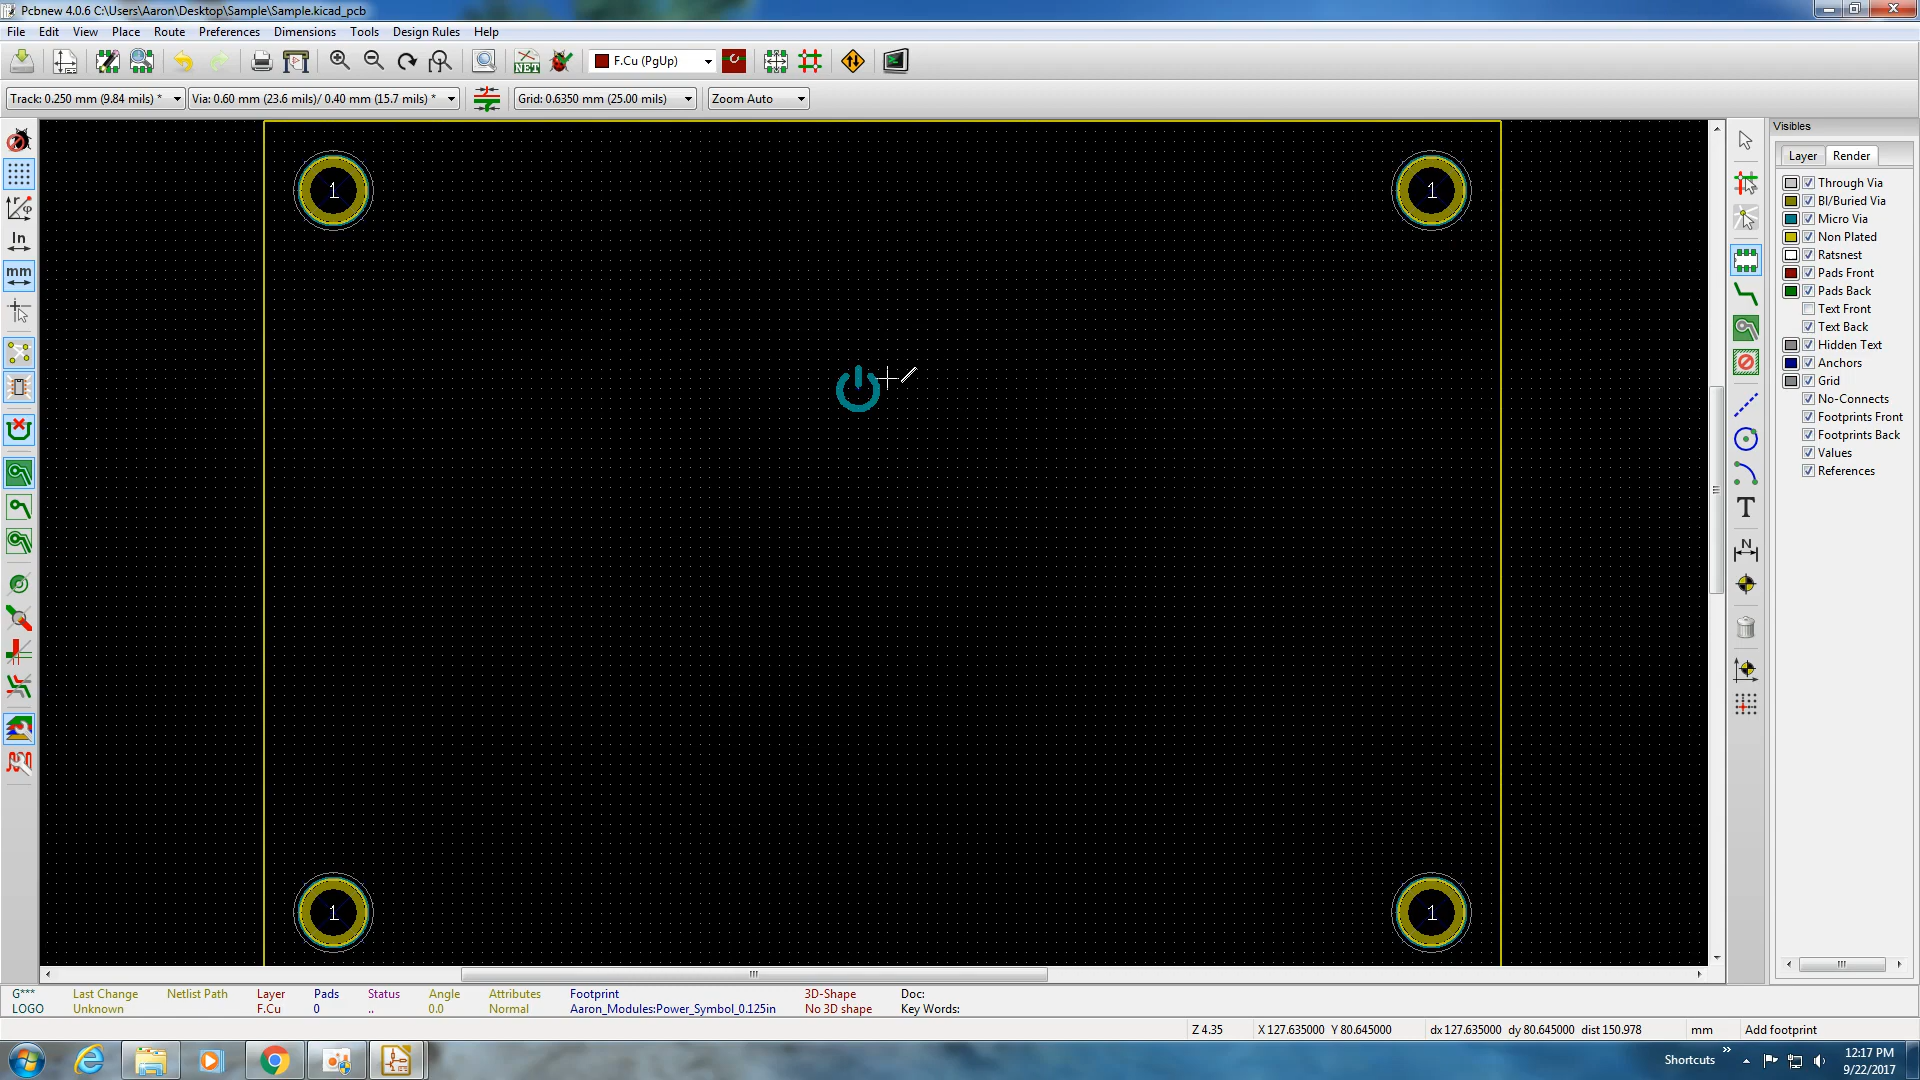 Pcbnew 4.0.6 C:\Users\Aaron\Desktop\Sample\Sample.kicad_pcb
File Edit View Place Route Preferences Dimensions Tools Design Rules Help
NET F.Cu (PgUp)
Track: 0.250 mm (9.84 mils) * Via: 0.60 mm (23.6 mils)/ 0.40 mm (15.7 mils) * Grid: 0.6350 mm (25.00 mils) Zoom Auto
Visibles
Layer Render
Through Via
Bl/Buried Via
Micro Via
Non Plated
Ratsnest
Pads Front
Pads Back
Text Front
Text Back
Hidden Text
Anchors
Grid
No-Connects
Footprints Front
Footprints Back
Values
References
In
mm
T
N
1 1
1 1
G*** Last Change Netlist Path Layer Pads Status Angle Attributes Footprint 3D-Shape Doc:
LOGO Unknown F.Cu 0 .. 0.0 Normal Aaron_Modules:Power_Symbol_0.125in No 3D shape Key Words:
Z 4.35 X 127.635000 Y 80.645000 dx 127.635000 dy 80.645000 dist 150.978 mm Add footprint
Shortcuts » 12:17 PM
9/22/2017